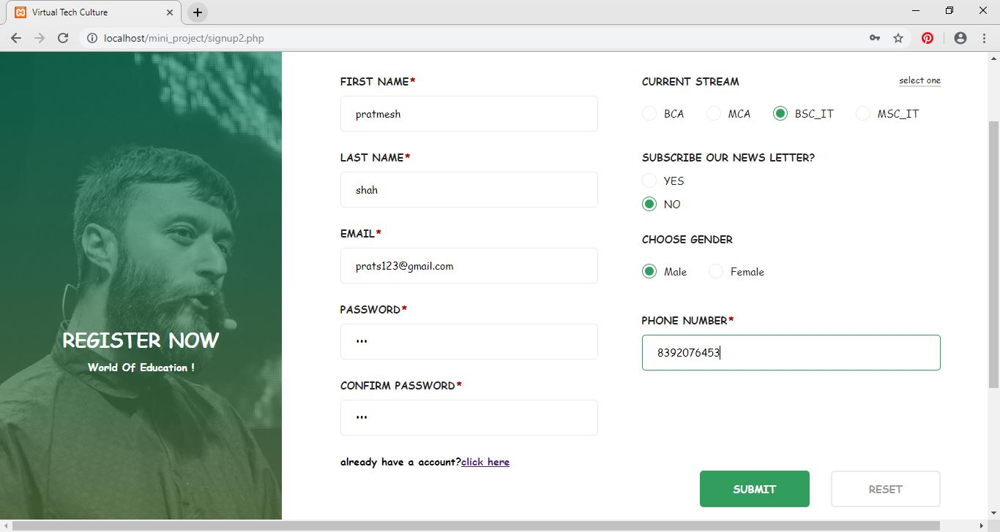 Virtual Tech Culture
localhost/mini_project/signup2.php
REGISTER NOW
World Of Education !
FIRST NAME*
pratmesh
LAST NAME*
shah
EMAIL*
prats123@gmail.com
PASSWORD*
•••
CONFIRM PASSWORD*
•••
already have a account?click here
CURRENT STREAM select one
BCA MCA BSC_IT MSC_IT
SUBSCRIBE OUR NEWS LETTER?
YES
NO
CHOOSE GENDER
Male Female
PHONE NUMBER*
8392076453
SUBMIT RESET